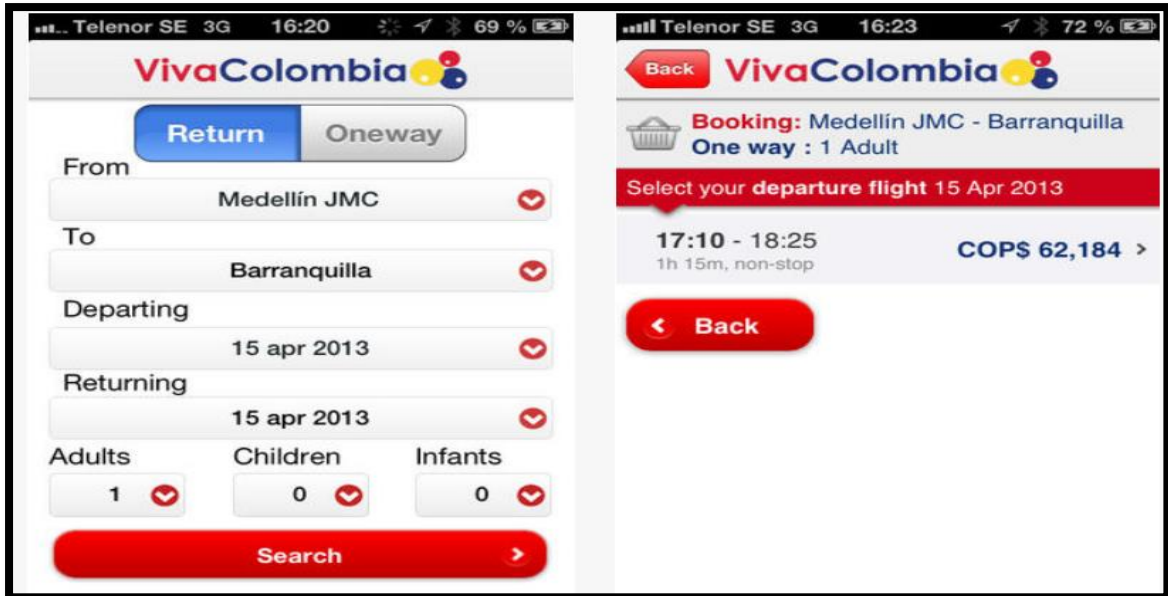 Telenor SE 3G 16:20 69 %
VivaColombia
Return Oneway
From
Medellín JMC
To
Barranquilla
Departing
15 apr 2013
Returning
15 apr 2013
Adults Children Infants
1 0 0
Search
Telenor SE 3G 16:23 72 %
Back VivaColombia
Booking: Medellín JMC - Barranquilla
One way : 1 Adult
Select your departure flight 15 Apr 2013
17:10 - 18:25
COP$ 62,184
1h 15m, non-stop
Back